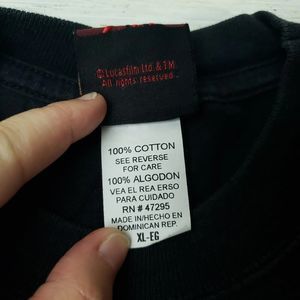 © Lucasfilm Ltd. & TM.
All rights reserved.
100% COTTON
SEE REVERSE
FOR CARE
100% ALGODON
VEA EL REA ERSO
PARA CUIDADO
RN # 47295
MADE IN/HECHO EN
DOMINICAN REP.
XL-EG